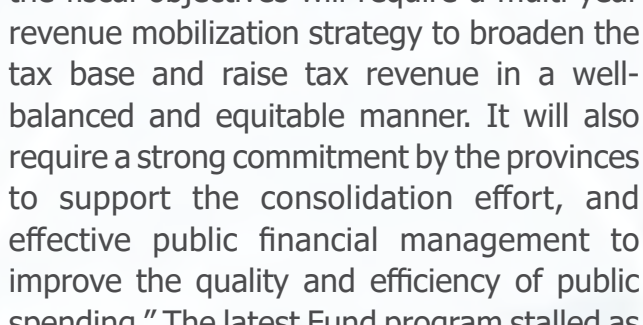 the fiscal objectives will require a multi-year
revenue mobilization strategy to broaden the
tax base and raise tax revenue in a well-
balanced and equitable manner. It will also
require a strong commitment by the provinces
to support the consolidation effort, and
effective public financial management to
improve the quality and efficiency of public
spending.” The latest Fund program stalled as